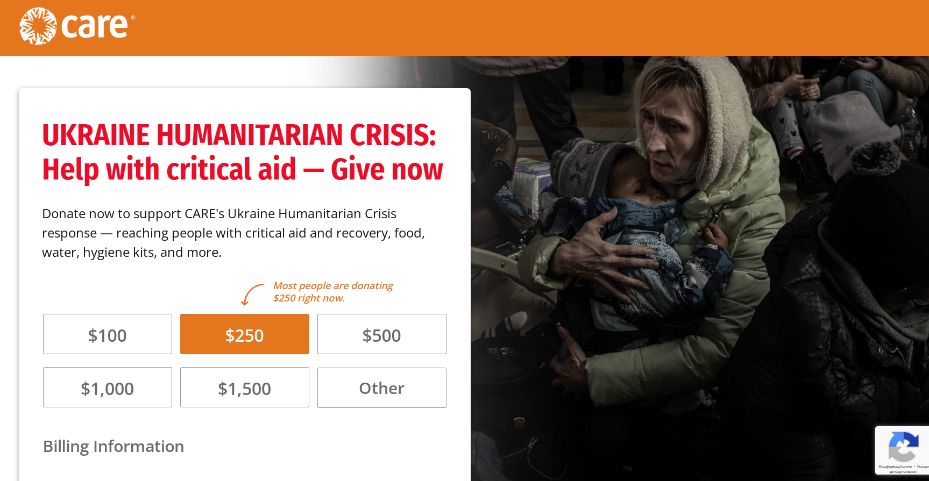 care®
UKRAINE HUMANITARIAN CRISIS:
Help with critical aid — Give now
Donate now to support CARE's Ukraine Humanitarian Crisis
response — reaching people with critical aid and recovery, food,
water, hygiene kits, and more.
Most people are donating
$250 right now.
$100
$250
$500
$1,000
$1,500
Other
Billing Information